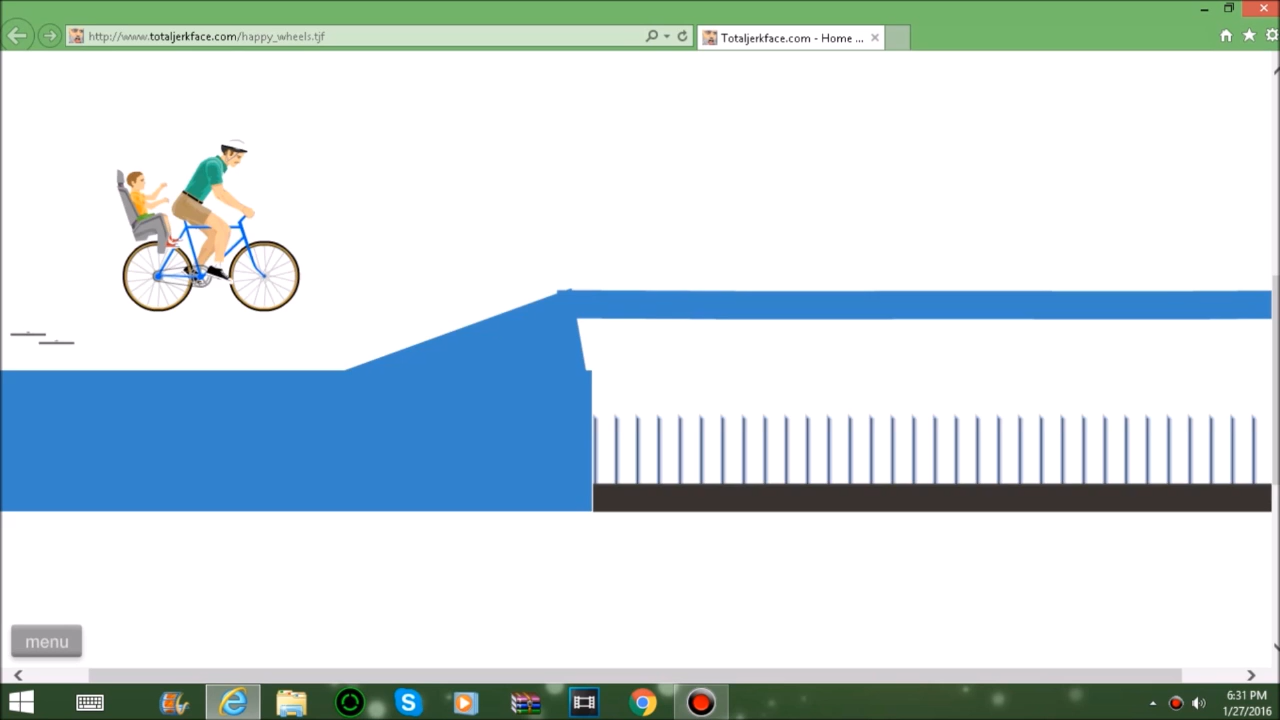 http://www.totaljerkface.com/happy_wheels.tjf
Totaljerkface.com - Home ...
menu
6:31 PM
1/27/2016